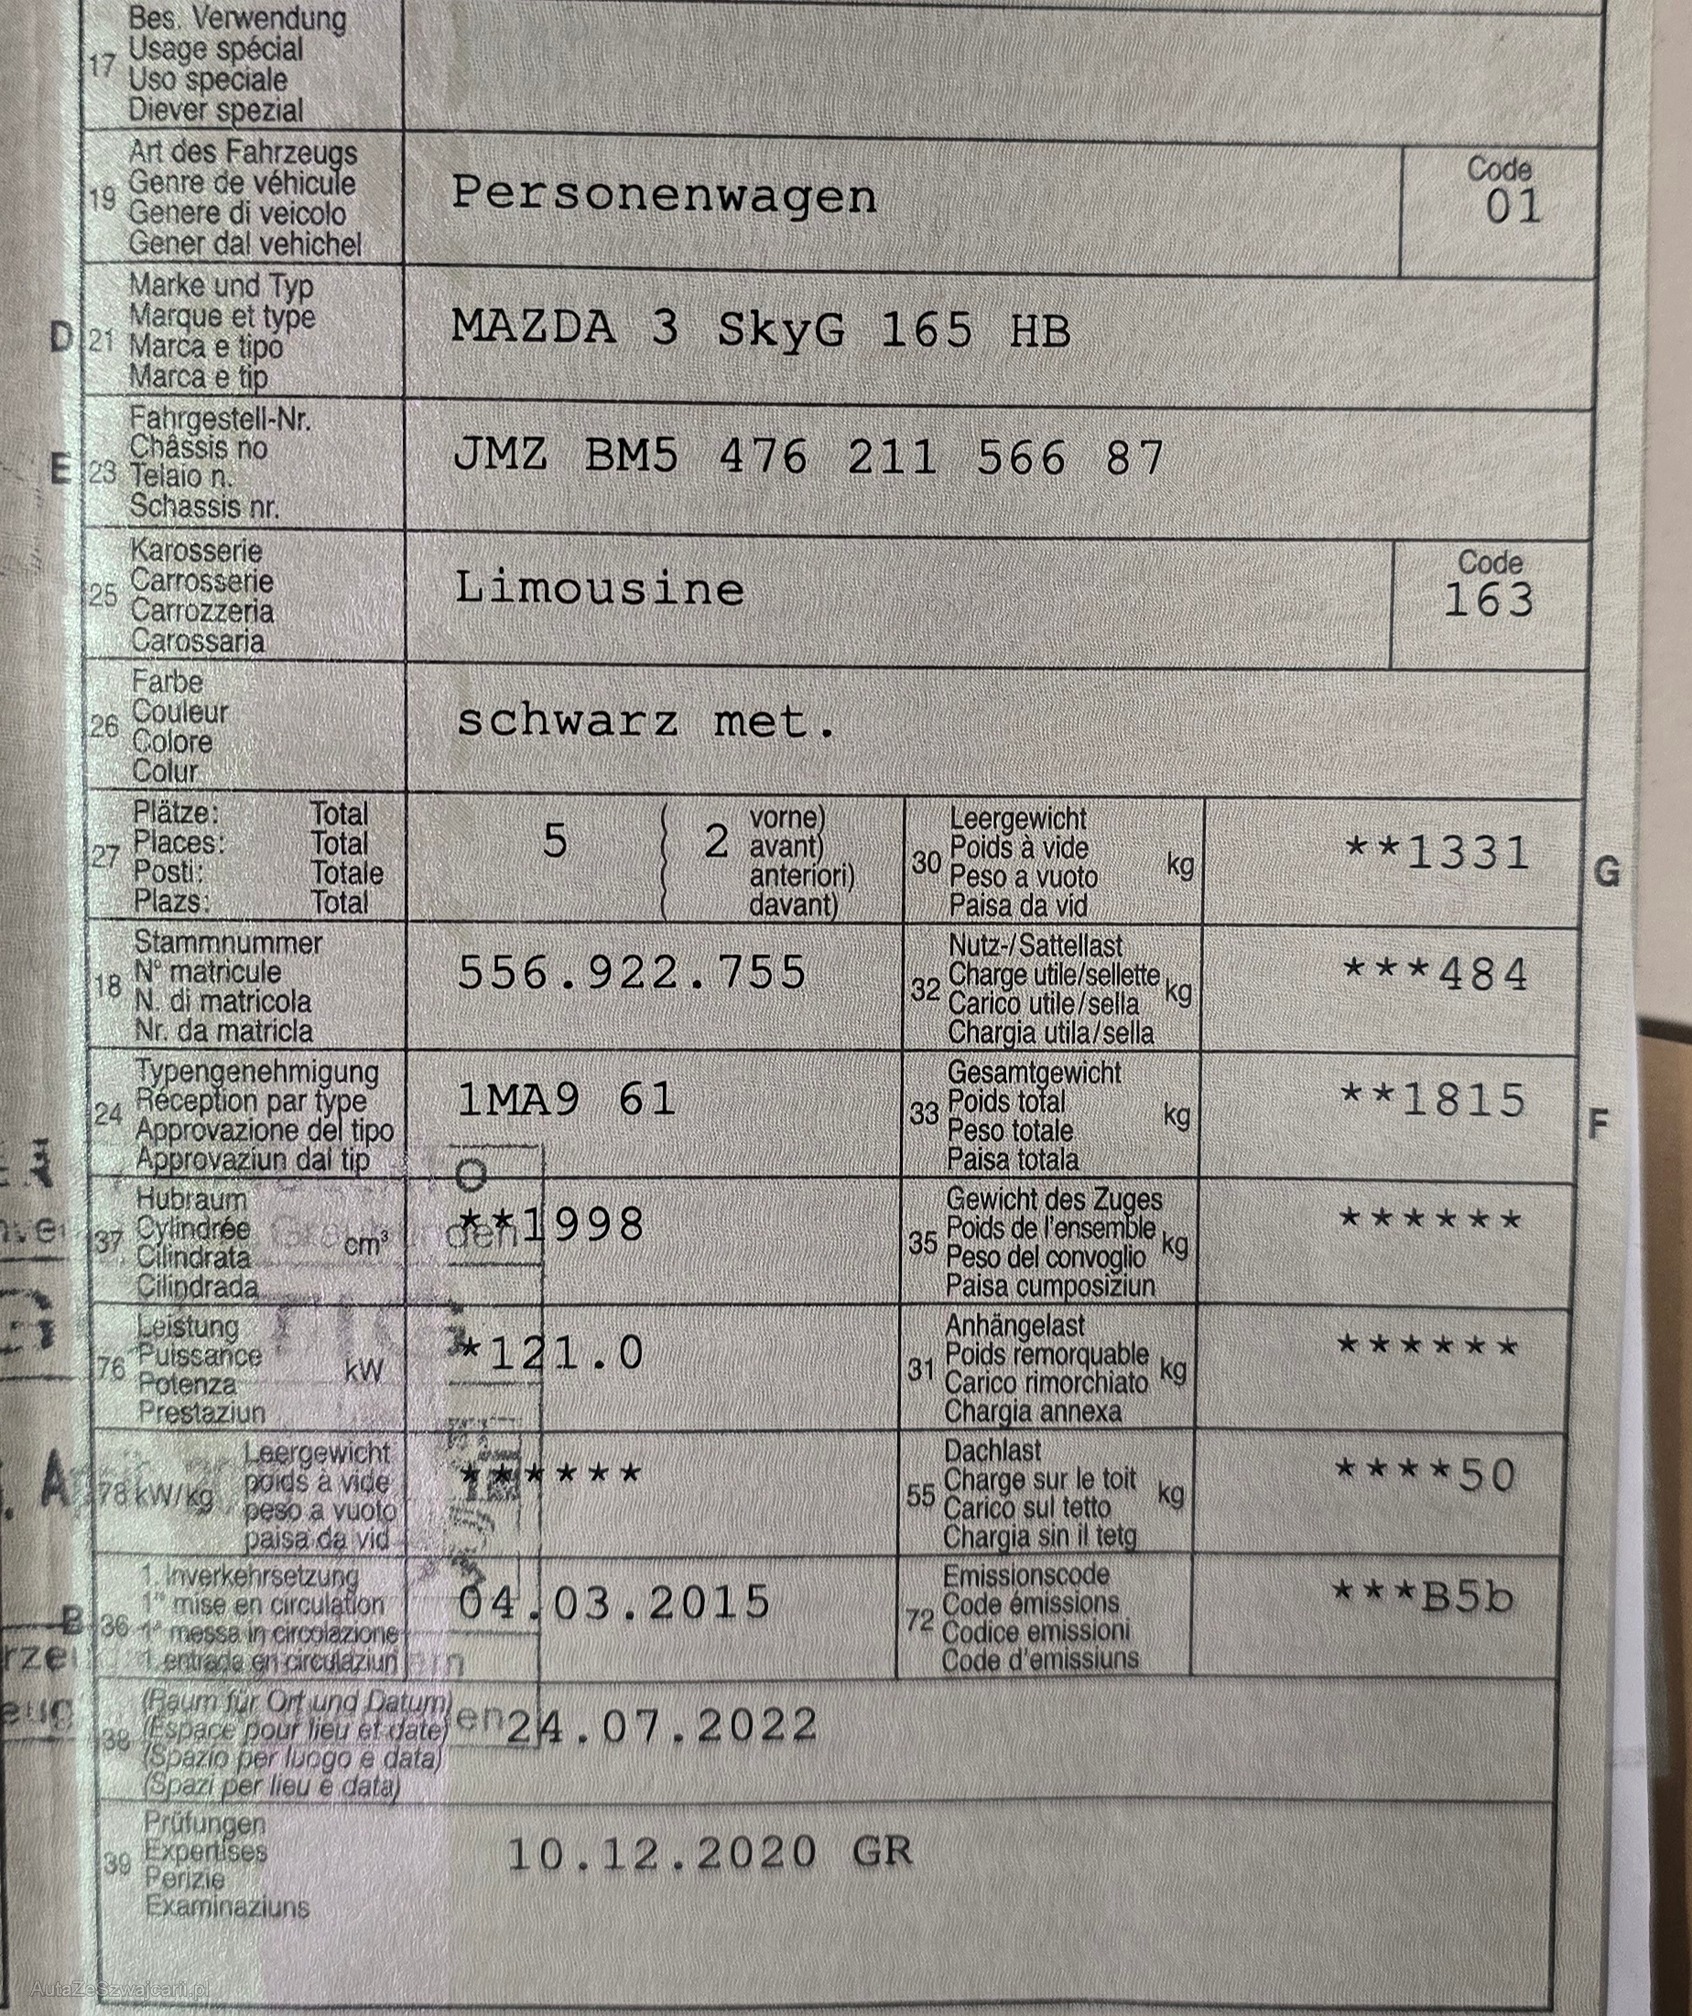 Bes. Verwendung
17 Usage spécial
Uso speciale
Diever spezial
Art des Fahrzeugs
19 Genre de véhicule
Genere di veicolo
Gener dal vehichel
Personenwagen
Code
01
Marke und Typ
D 21 Marque et type
Marca e tipo
Marca e tip
MAZDA 3 SkyG 165 HB
Fahrgestell-Nr.
Châssis no
E 23 Telaio n.
Schassis nr.
JMZ BM5 476 211 566 87
Karosserie
25 Carrosserie
Carrozzeria
Carossaria
Limousine
Code
163
Farbe
26 Couleur
Colore
Colur
schwarz met.
Plätze: Total
27 Places: Total
Posti: Totale
Plazs: Total
5 ( 2 vorne)
avant)
anteriori)
davant)
Leergewicht
30 Poids à vide kg
Peso a vuoto
Paisa da vid
**1331
G
Stammnummer
18 N° matricule
N. di matricola
Nr. da matricla
556.922.755
Nutz-/Sattellast
32 Charge utile/sellette kg
Carico utile/sella
Chargia utila/sella
***484
Typengenehmigung
24 Réception par type
Approvazione del tipo
Approvaziun dal tip
1MA9 61
Gesamtgewicht
33 Poids total kg
Peso totale
Paisa totala
**1815
F
Hubraum
37 Cylindrée cm³
Cilindrata
Cilindrada
**1998
Gewicht des Zuges
35 Poids de l'ensemble kg
Peso del convoglio
Paisa cumposiziun
******
Leistung
76 Puissance kW
Potenza
Prestaziun
*121.0
Anhängelast
31 Poids remorquable kg
Carico rimorchiato
Chargia annexa
******
Leergewicht
78 kW/kg poids à vide
peso a vuoto
paisa da vid
******
Dachlast
55 Charge sur le toit kg
Carico sul tetto
Chargia sin il tetg
****50
1. Inverkehrsetzung
1re mise en circulation
B 36 1a messa in circolazione
1. entrada en circulaziun
04.03.2015
Emissionscode
72 Code émissions
Codice emissioni
Code d'emissiuns
***B5b
(Raum für Ort und Datum)
38 (Espace pour lieu et date)
(Spazio per luogo e data)
(Spazi per lieu e data)
24.07.2022
Prüfungen
39 Expertises
Perizie
Examinaziuns
10.12.2020 GR
AutaZeSzwajcarii.pl